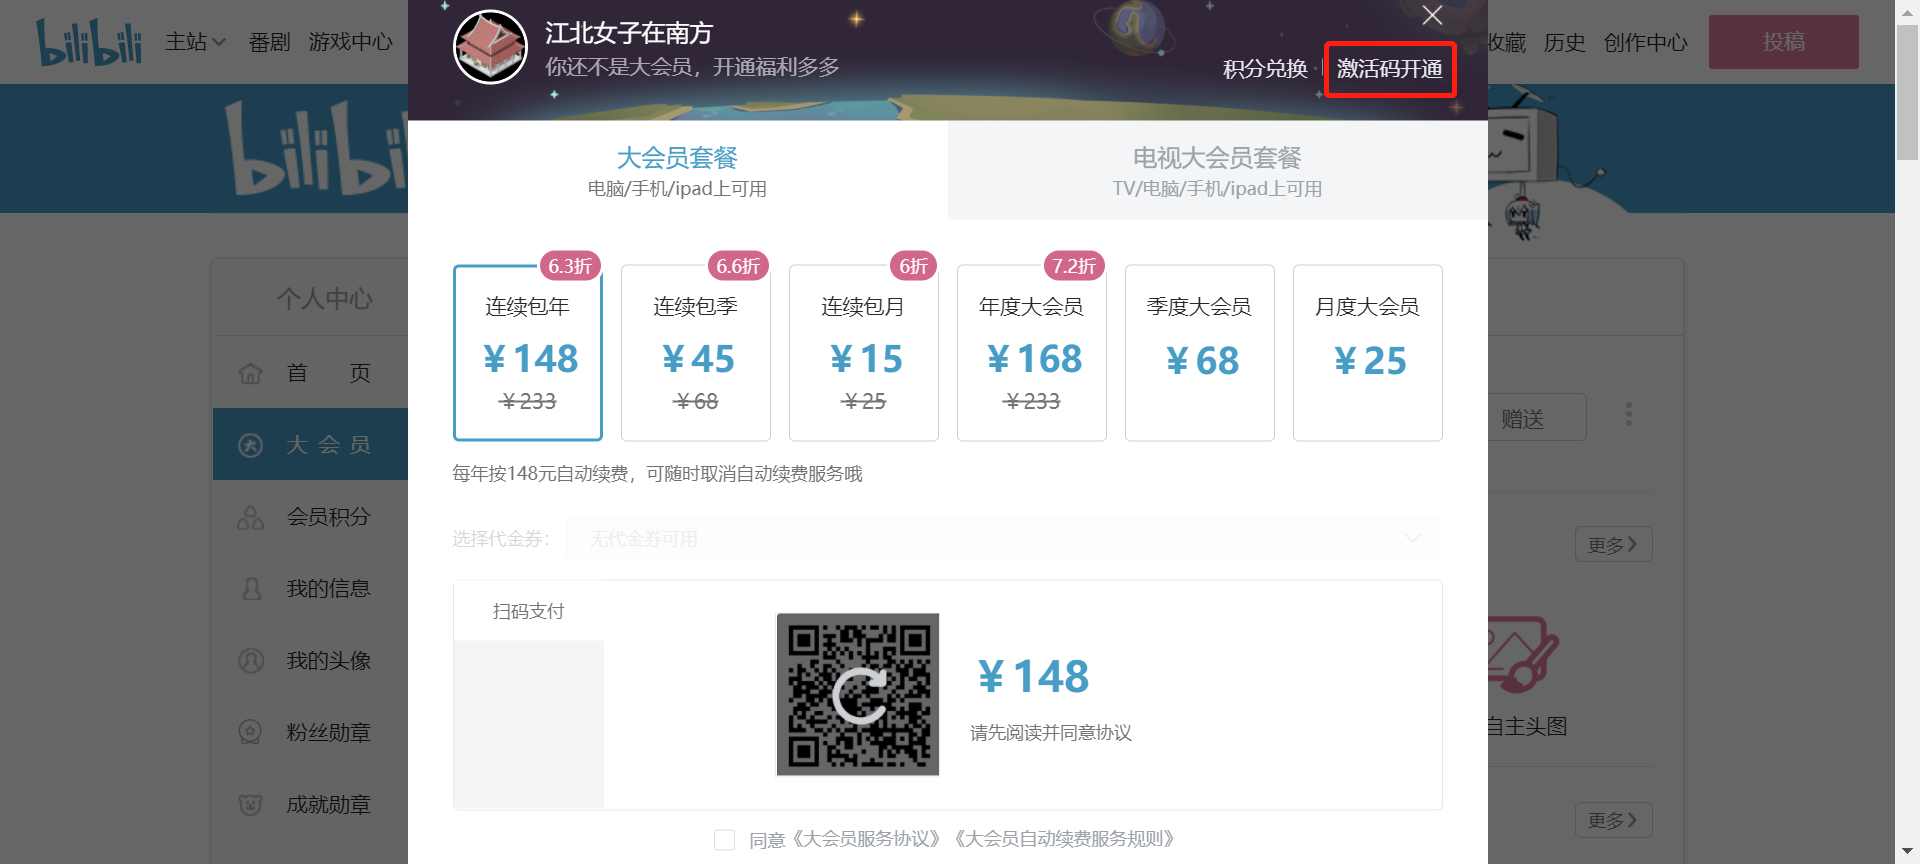 bilibili 主站 番剧 游戏中心
收藏 历史 创作中心 投稿
江北女子在南方
你还不是大会员，开通福利多多
积分兑换 激活码开通
bilibili
大会员套餐
电脑/手机/ipad上可用
电视大会员套餐
TV/电脑/手机/ipad上可用
个人中心
首 页
大 会 员
会员积分
我的信息
我的头像
粉丝勋章
成就勋章
6.3折
连续包年
¥148
¥233
6.6折
连续包季
¥45
¥68
6折
连续包月
¥15
¥25
7.2折
年度大会员
¥168
¥233
季度大会员
¥68
月度大会员
¥25
每年按148元自动续费，可随时取消自动续费服务哦
选择代金券：
无代金券可用
扫码支付
¥148
请先阅读并同意协议
同意《大会员服务协议》《大会员自动续费服务规则》
赠送
更多
自主头图
更多